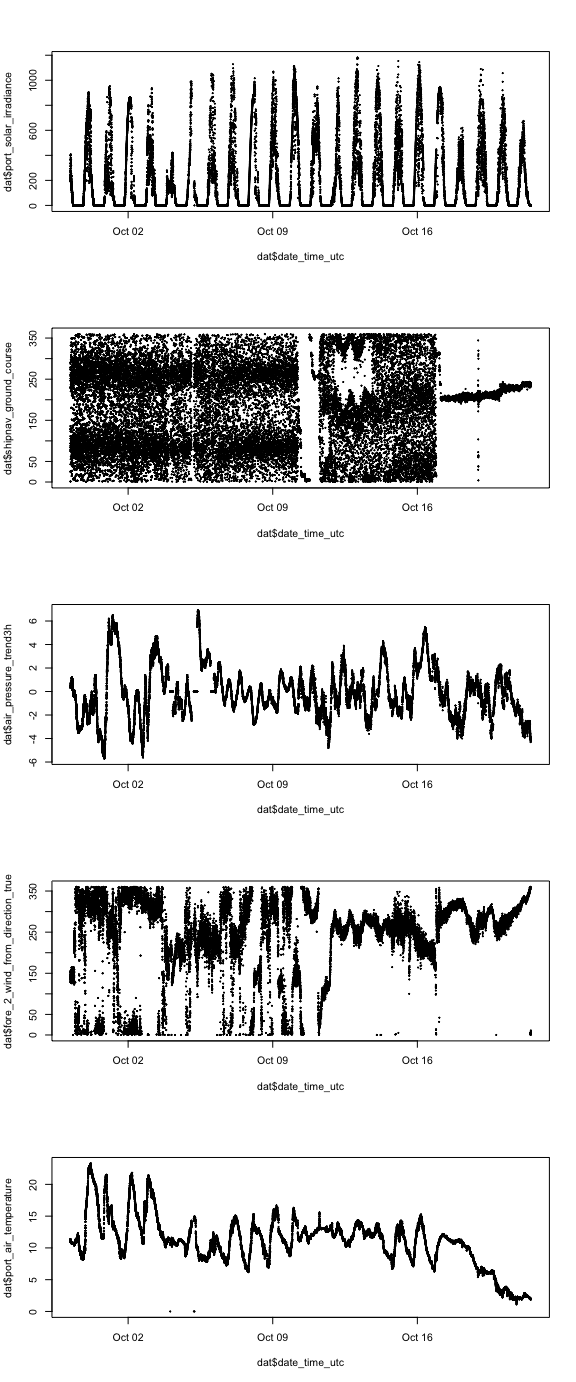 dat$port_solar_irradiance
1000
600
200
0
Oct 02
Oct 09
Oct 16
dat$date_time_utc
dat$shipnav_ground_course
350
250
150
50
0
Oct 02
Oct 09
Oct 16
dat$date_time_utc
dat$air_pressure_trend3h
6
4
2
0
-2
-4
-6
Oct 02
Oct 09
Oct 16
dat$date_time_utc
dat$fore_2_wind_from_direction_true
350
250
150
50
0
Oct 02
Oct 09
Oct 16
dat$date_time_utc
dat$port_air_temperature
20
15
10
5
0
Oct 02
Oct 09
Oct 16
dat$date_time_utc